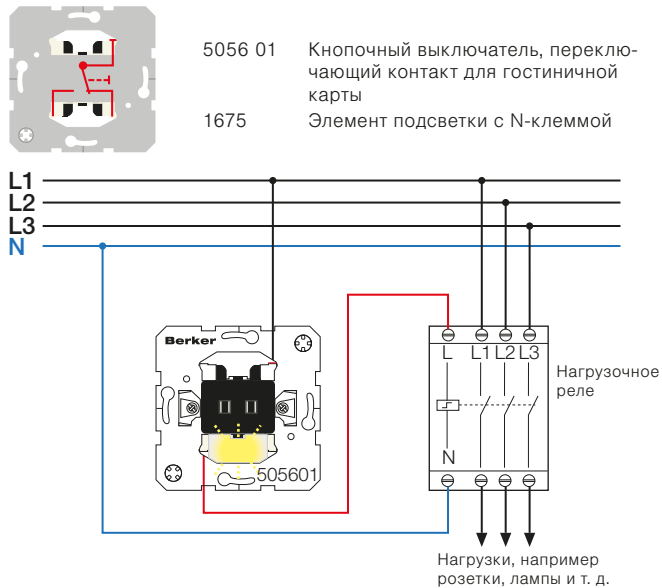 5056 01 Кнопочный выключатель, переклю-
чающий контакт для гостиничной
карты
1675 Элемент подсветки с N-клеммой
L1
L2
L3
N
Berker
505601
L L1 L2 L3
N
Нагрузочное
реле
Нагрузки, например
розетки, лампы и т. д.